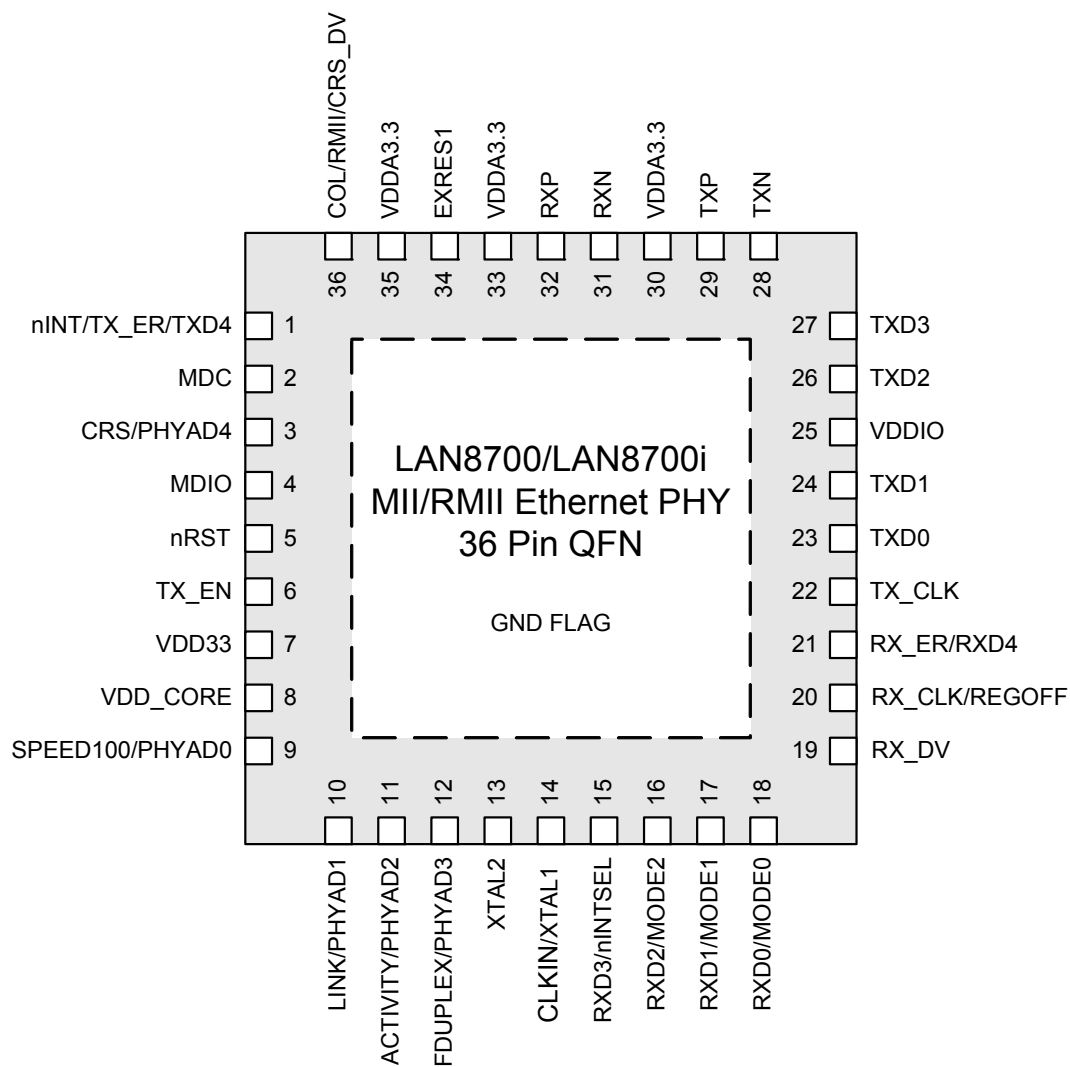 COL/RMII/CRS_DV
VDDA3.3
EXRES1
VDDA3.3
RXP
RXN
VDDA3.3
TXP
TXN
36
35
34
33
32
31
30
29
28
nINT/TX_ER/TXD4
1
MDC
2
CRS/PHYAD4
3
MDIO
4
nRST
5
TX_EN
6
VDD33
7
VDD_CORE
8
SPEED100/PHYAD0
9
LAN8700/LAN8700i
MII/RMII Ethernet PHY
36 Pin QFN
GND FLAG
27
TXD3
26
TXD2
25
VDDIO
24
TXD1
23
TXD0
22
TX_CLK
21
RX_ER/RXD4
20
RX_CLK/REGOFF
19
RX_DV
10
11
12
13
14
15
16
17
18
LINK/PHYAD1
ACTIVITY/PHYAD2
FDUPLEX/PHYAD3
XTAL2
CLKIN/XTAL1
RXD3/nINTSEL
RXD2/MODE2
RXD1/MODE1
RXD0/MODE0